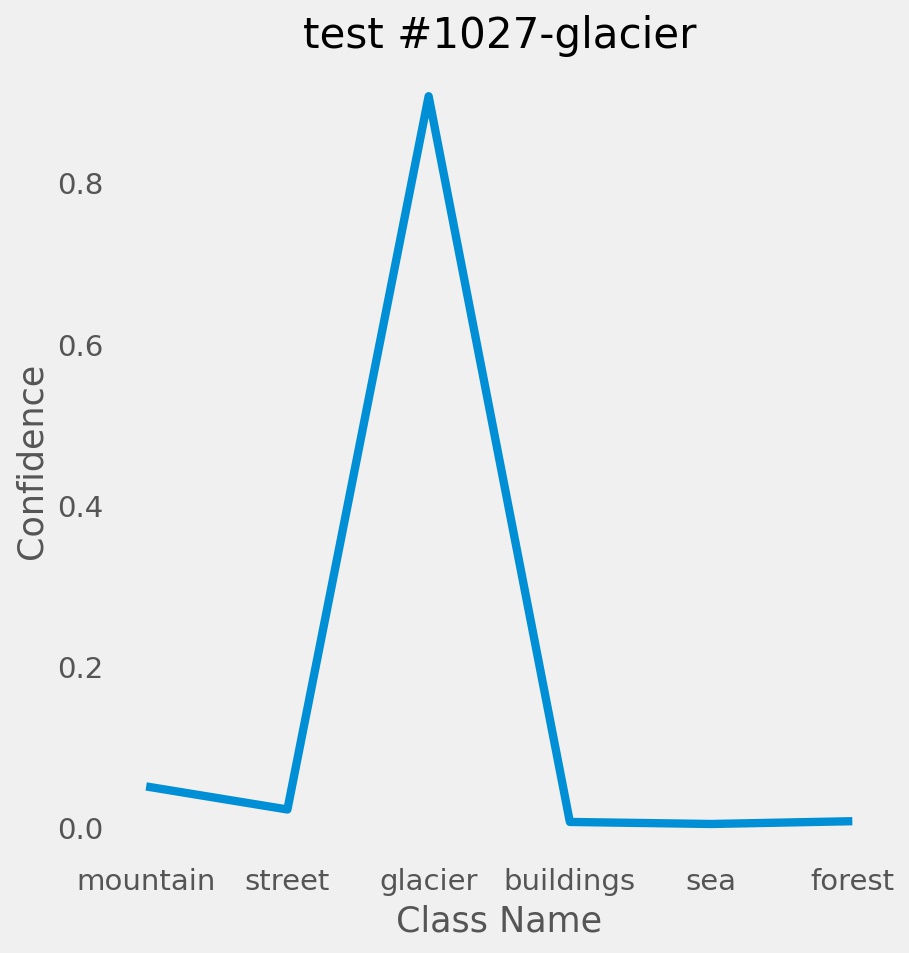 test #1027-glacier
0.8
0.6
0.4
0.2
0.0
Confidence
mountain street glacier buildings sea forest
Class Name